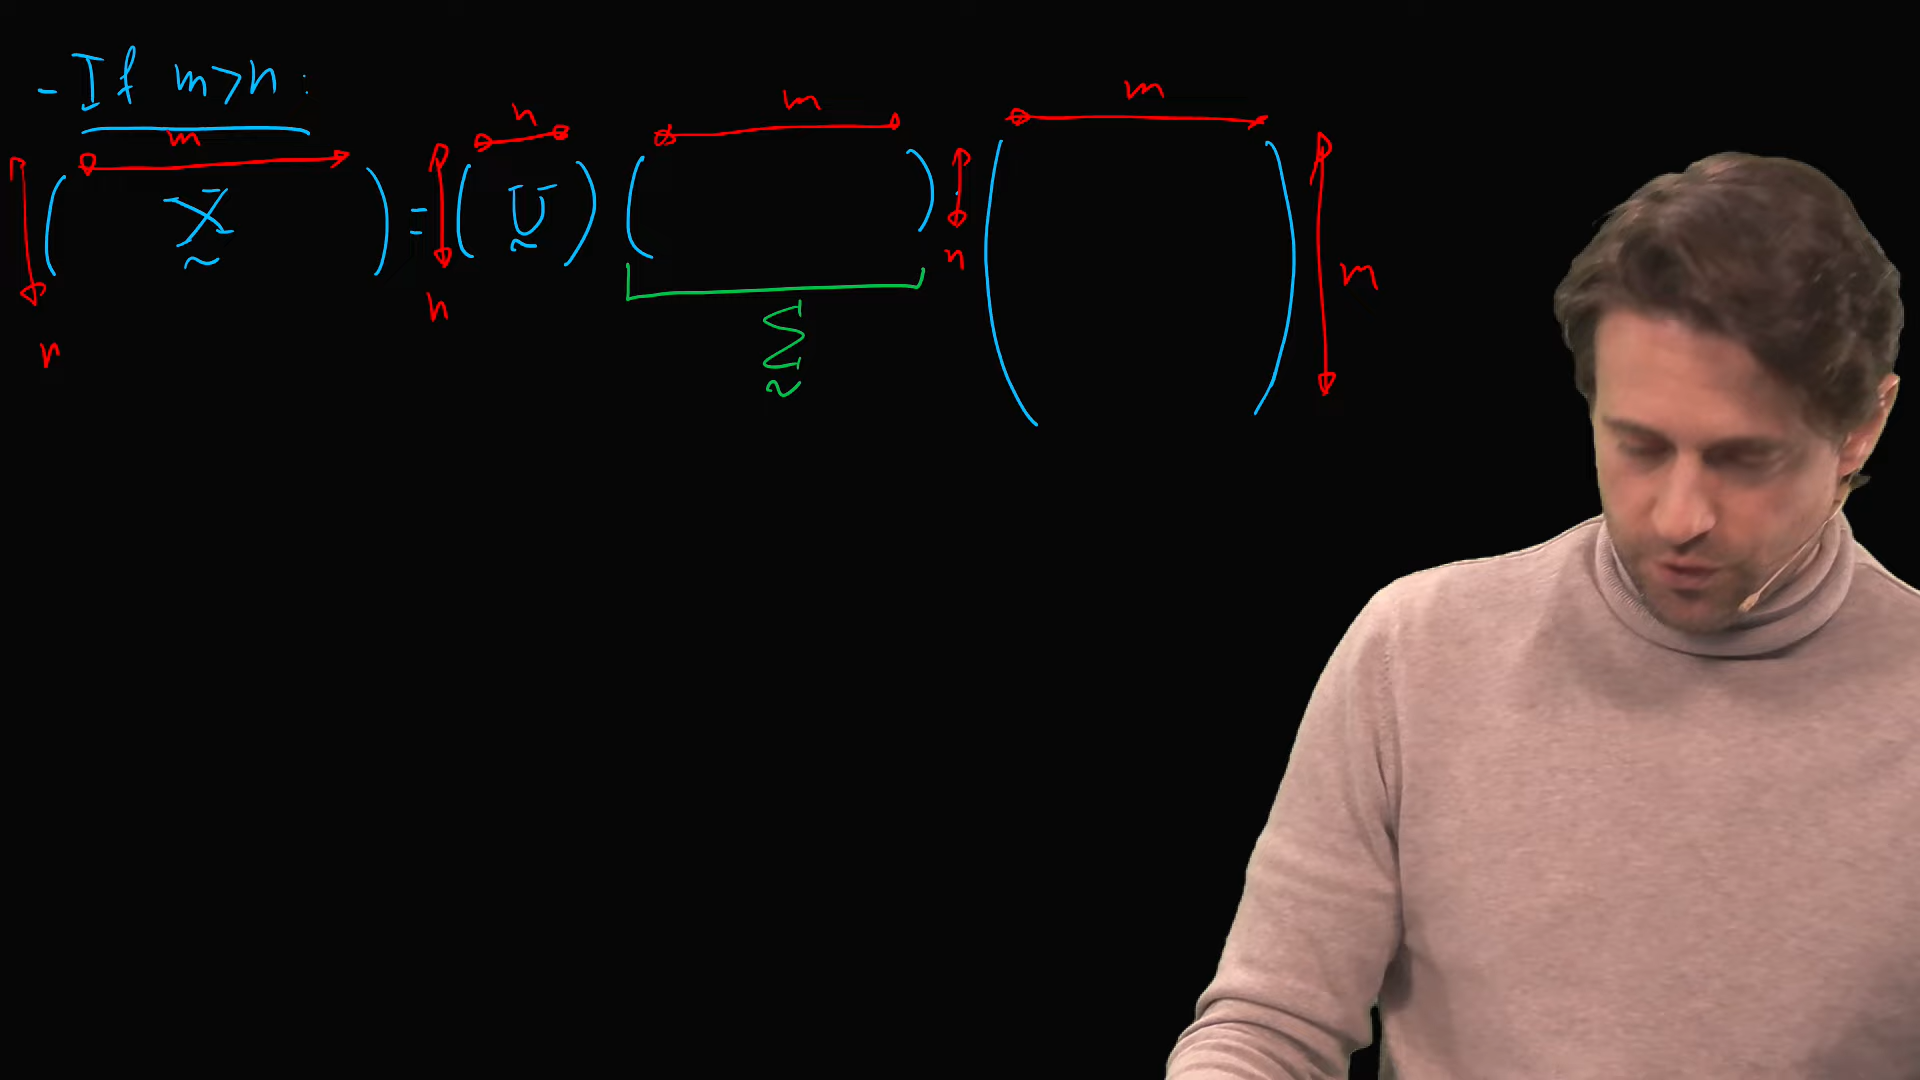 - If m>n:
m n m m
( X ) = ( U ) ( ) ( )
n n n m
Σ